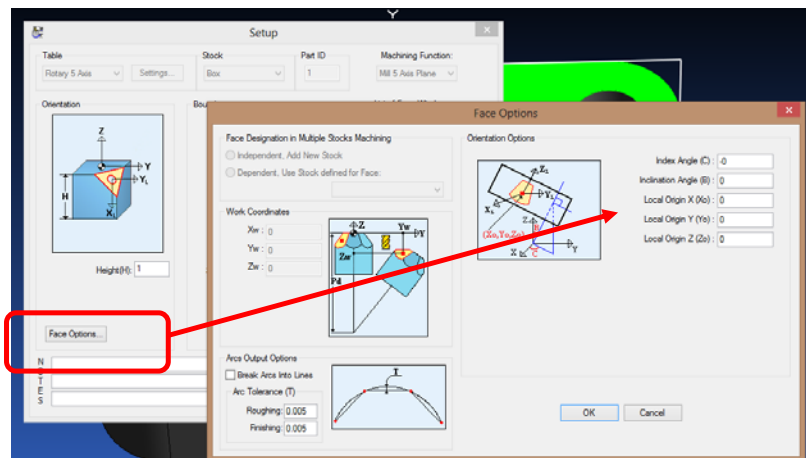 Y
Setup
Table
Stock
Part ID
Machining Function:
Rotary 5 Axis
Settings...
Box
1
Mill 5 Axis Plane
Orientation
Z
Y
YL
H
XL
Height(H): 1
Face Options...
N
O
T
E
S
Face Options
Face Designation in Multiple Stocks Machining
Independent, Add New Stock
Dependent, Use Stock defined for Face:
Work Coordinates
Xw : 0
Yw : 0
Zw : 0
Z
Yw
Y
Zw
Pd
Arcs Output Options
Break Arcs Into Lines
Arc Tolerance (T)
Roughing: 0.005
Finishing: 0.005
T
Orientation Options
ZL
YL
XL
(Xo,Yo,Zo)
Z
B
Y
X
C
Index Angle (C) : -0
Inclination Angle (B) : 0
Local Origin X (Xo) : 0
Local Origin Y (Yo) : 0
Local Origin Z (Zo) : 0
OK
Cancel